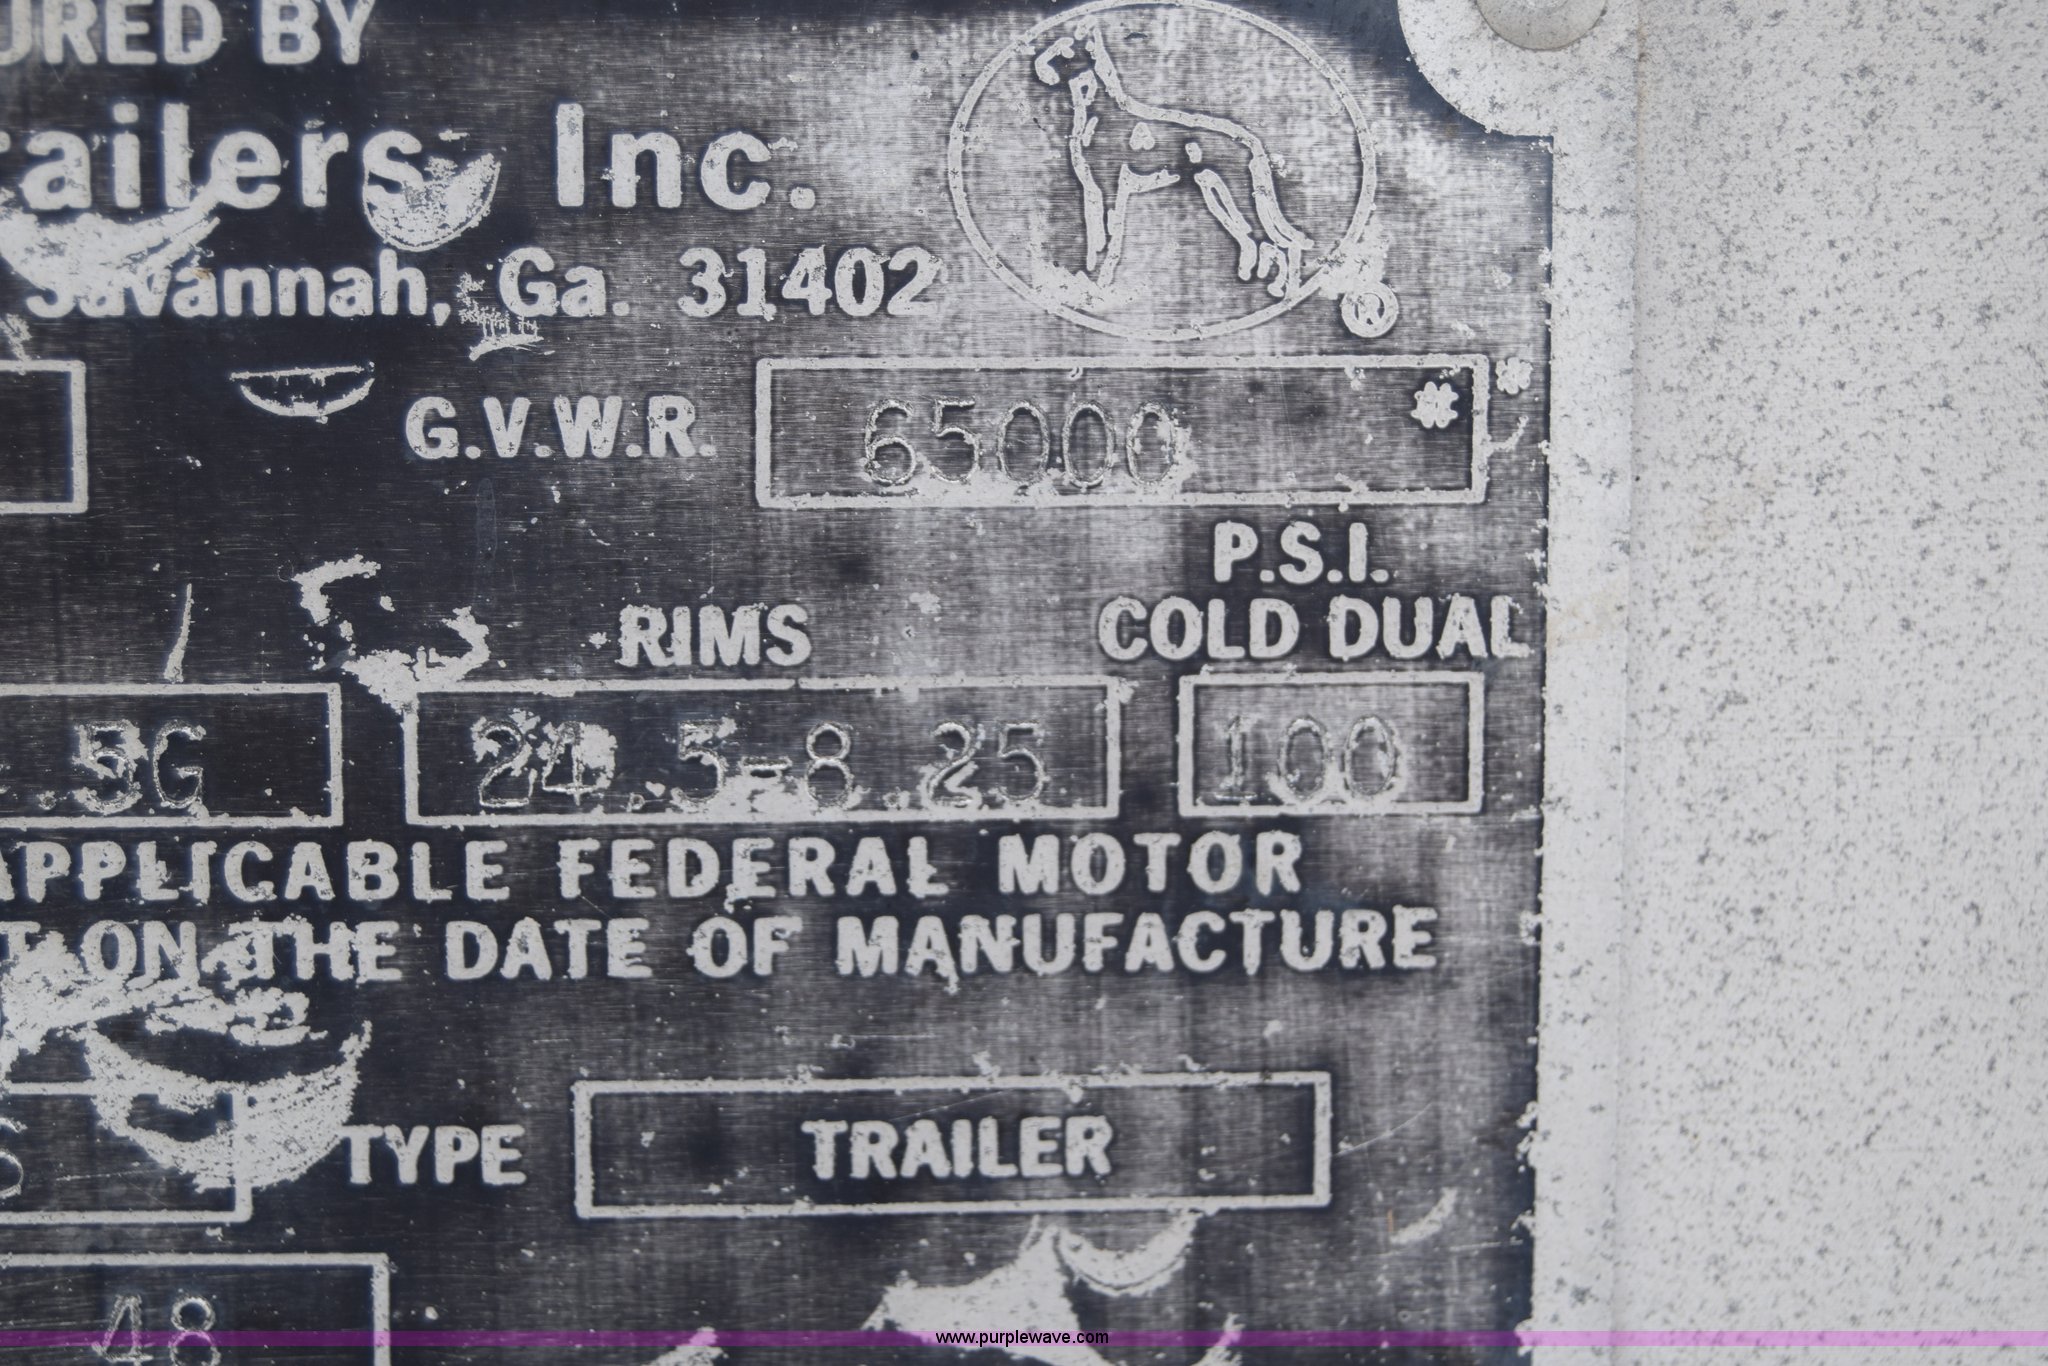 URED BY
railers, Inc.
Savannah, Ga. 31402
®
G.V.W.R. 65000 *
RIMS
P.S.I.
COLD DUAL
.5G 24.5-8.25 100
APPLICABLE FEDERAL MOTOR
T ON THE DATE OF MANUFACTURE
TYPE TRAILER
48
www.purplewave.com